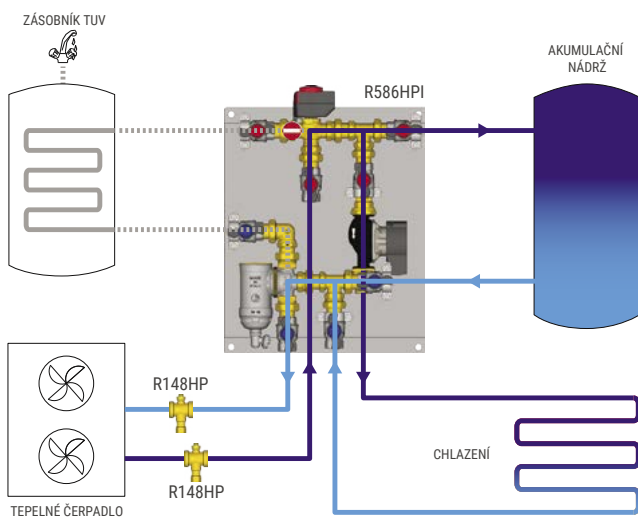 ZÁSOBNÍK TUV
AKUMULAČNÍ
NÁDRŽ
R586HPI
R148HP
R148HP
CHLAZENÍ
TEPELNÉ ČERPADLO